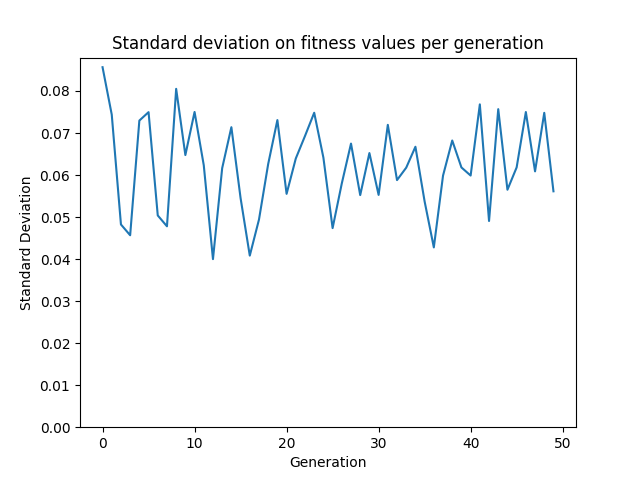 Standard deviation on fitness values per generation
0.08
0.07
0.06
0.05
0.04
0.03
0.02
0.01
0.00
Standard Deviation
0 10 20 30 40 50
Generation